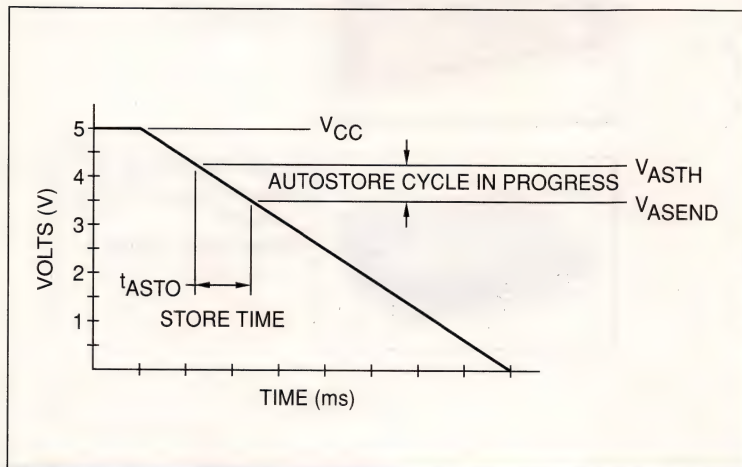 VOLTS (V)
5
4
3
2
1
V_CC
AUTOSTORE CYCLE IN PROGRESS
V_ASTH
V_ASEND
t_ASTO
STORE TIME
TIME (ms)